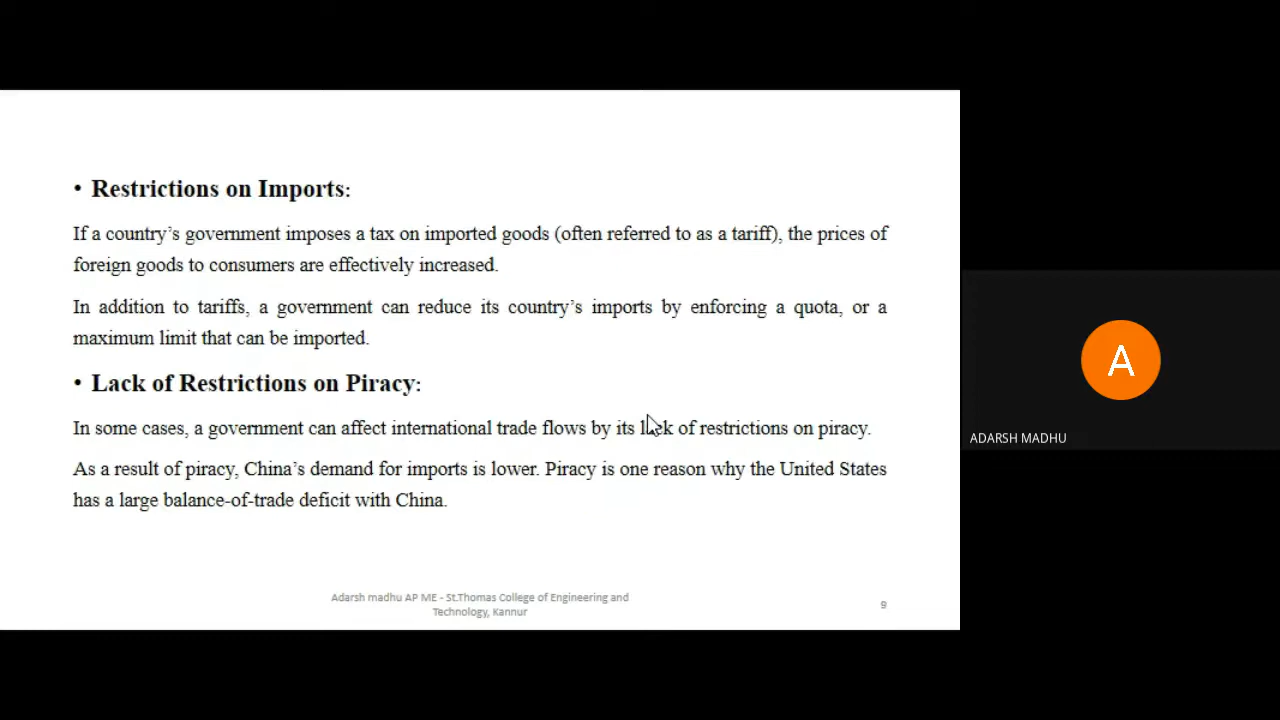 • Restrictions on Imports:
If a country’s government imposes a tax on imported goods (often referred to as a tariff), the prices of
foreign goods to consumers are effectively increased.
In addition to tariffs, a government can reduce its country’s imports by enforcing a quota, or a
maximum limit that can be imported.
• Lack of Restrictions on Piracy:
In some cases, a government can affect international trade flows by its lack of restrictions on piracy.
As a result of piracy, China’s demand for imports is lower. Piracy is one reason why the United States
has a large balance-of-trade deficit with China.
Adarsh madhu AP ME - St.Thomas College of Engineering and
Technology, Kannur
9
A
ADARSH MADHU